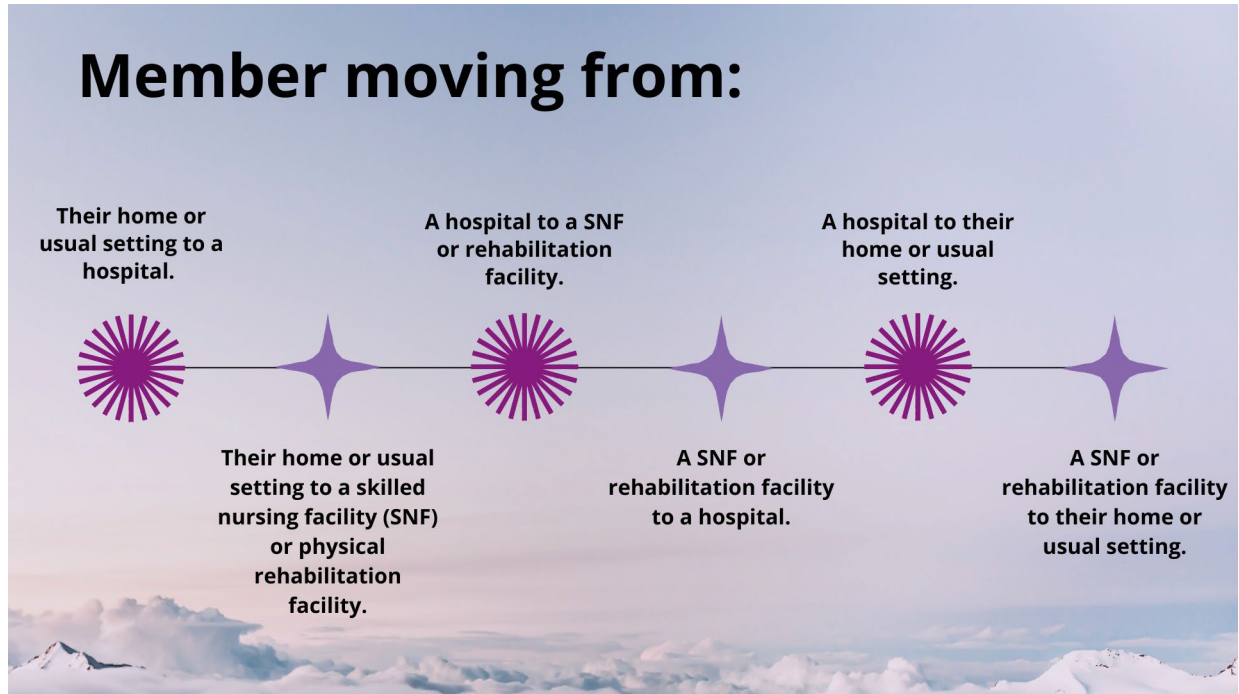 Member moving from:
Their home or
usual setting to a
hospital.
Their home or usual
setting to a skilled
nursing facility (SNF)
or physical
rehabilitation
facility.
A hospital to a SNF
or rehabilitation
facility.
A SNF or
rehabilitation facility
to a hospital.
A hospital to their
home or usual
setting.
A SNF or
rehabilitation facility
to their home or
usual setting.